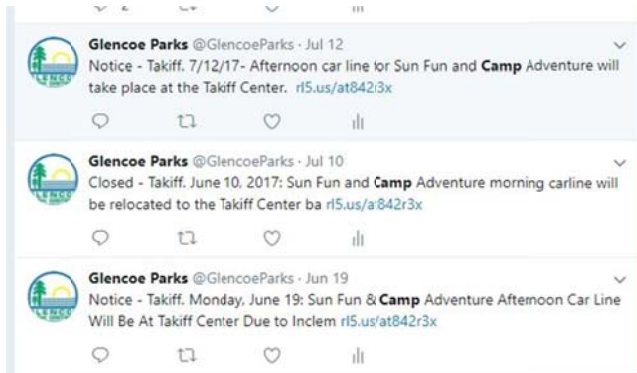 Glencoe Parks @GlencoeParks · Jul 12
Notice - Takiff. 7/12/17- Afternoon car line for Sun Fun and Camp Adventure will
take place at the Takiff Center. rl5.us/at842r3x
Glencoe Parks @GlencoeParks · Jul 10
Closed - Takiff. June 10, 2017: Sun Fun and Camp Adventure morning carline will
be relocated to the Takiff Center ba rl5.us/at842r3x
Glencoe Parks @GlencoeParks · Jun 19
Notice - Takiff. Monday, June 19: Sun Fun & Camp Adventure Afternoon Car Line
Will Be At Takiff Center Due to Inclem rl5.us/at842r3x